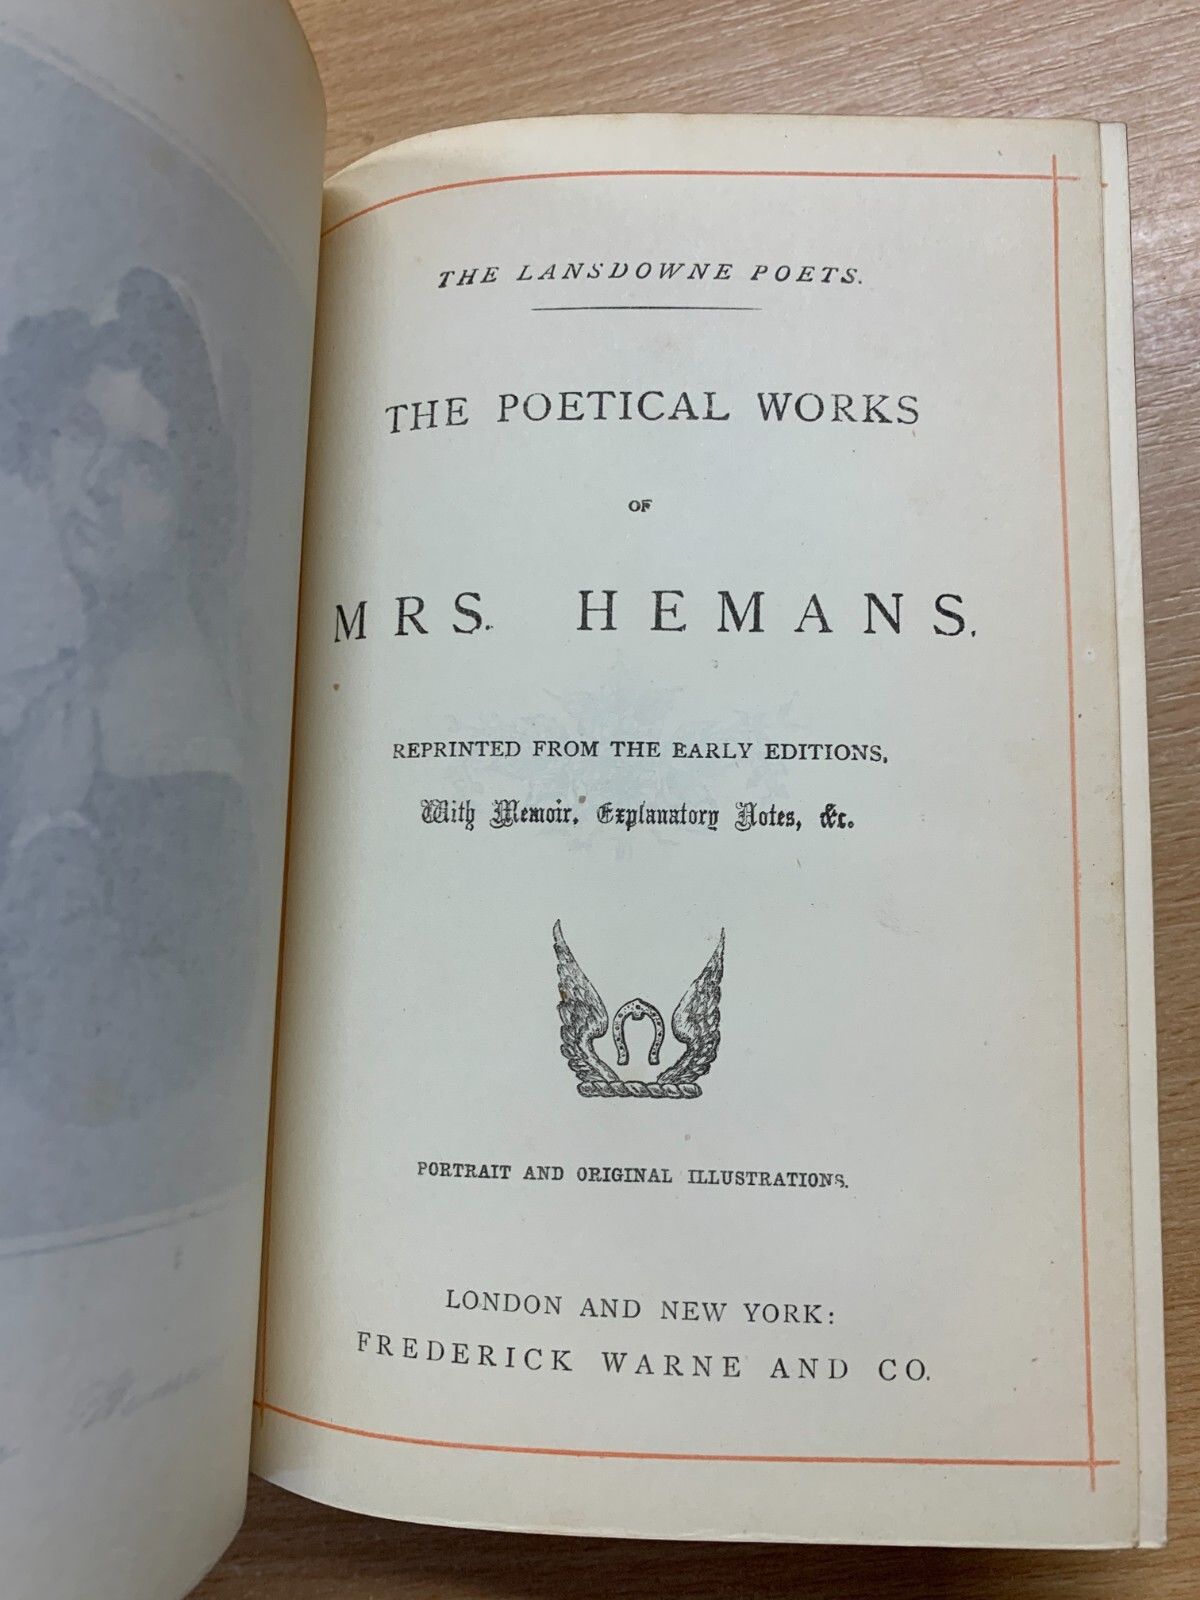 THE LANSDOWNE POETS.
THE POETICAL WORKS
OF
MRS. HEMANS.
REPRINTED FROM THE EARLY EDITIONS,
With Memoir, Explanatory Notes, &c.
PORTRAIT AND ORIGINAL ILLUSTRATIONS.
LONDON AND NEW YORK:
FREDERICK WARNE AND CO.